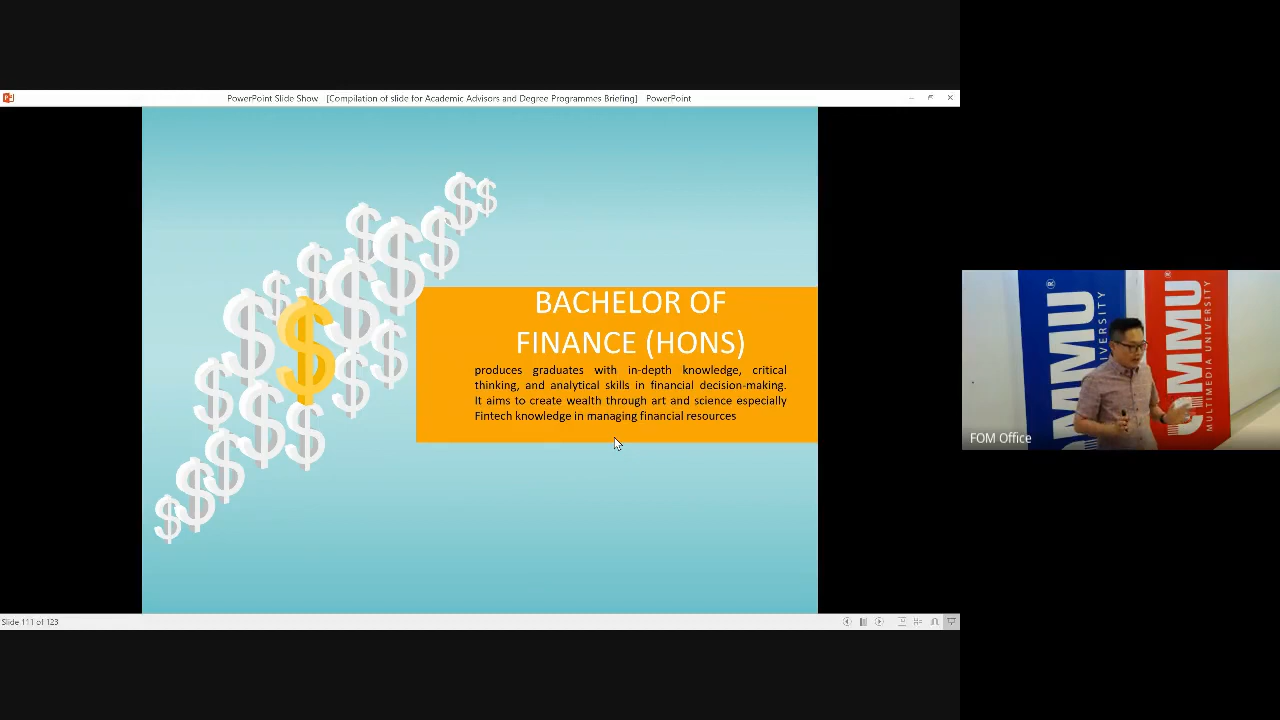 PowerPoint Slide Show - [Compilation of slide for Academic Advisors and Degree Programmes Briefing] - PowerPoint
BACHELOR OF
FINANCE (HONS)
produces graduates with in-depth knowledge, critical
thinking, and analytical skills in financial decision-making.
It aims to create wealth through art and science especially
Fintech knowledge in managing financial resources
Slide 111 of 123
MMU
VERSITY
MMU
MULTIMEDIA UNIVERSITY
FOM Office